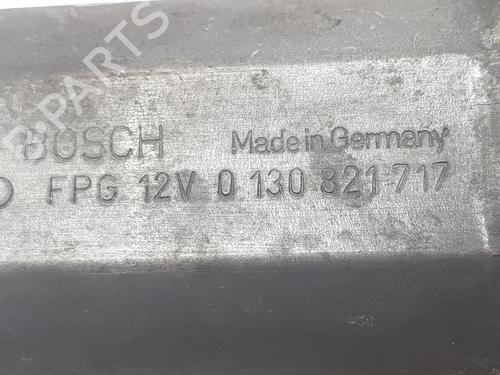 B-PARTS
BOSCH Made in Germany
FPG 12V 0 130 821 717